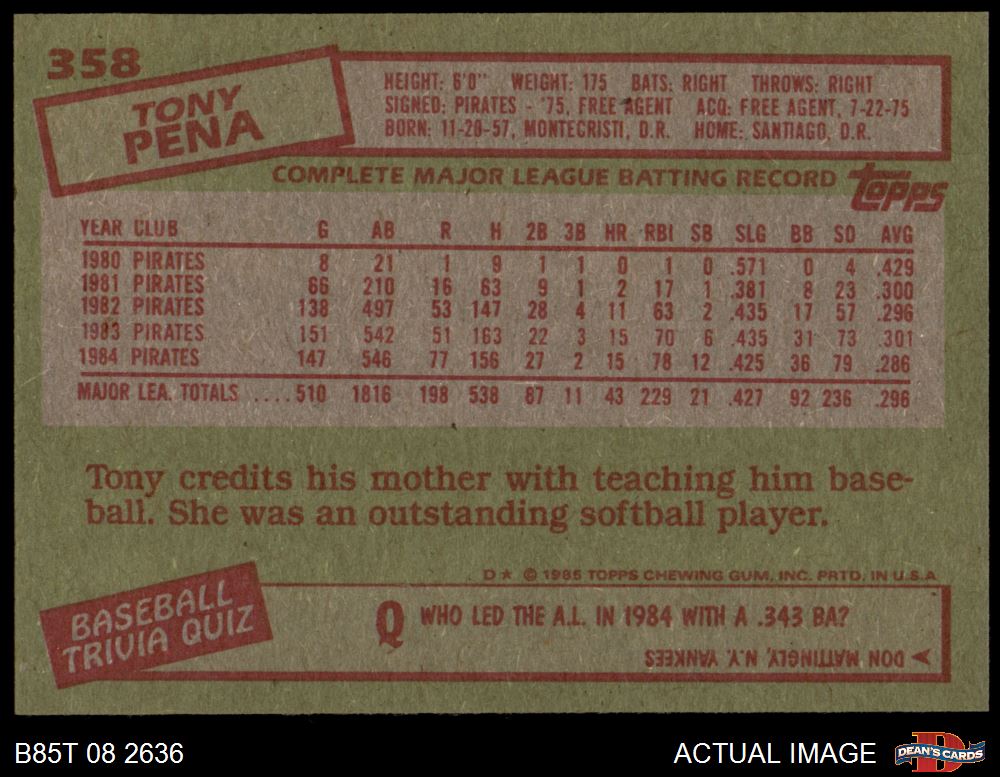 358
TONY
PENA
HEIGHT: 6'0" WEIGHT: 175 BATS: RIGHT THROWS: RIGHT
SIGNED: PIRATES - '75, FREE AGENT ACQ: FREE AGENT, 7-22-75
BORN: 11-20-57, MONTECRISTI, D.R. HOME: SANTIAGO, D.R.
COMPLETE MAJOR LEAGUE BATTING RECORD
topps
YEAR CLUB G AB R H 2B 3B HR RBI SB SLG BB SO AVG
1980 PIRATES 8 21 1 9 1 1 0 1 0 .571 0 4 .429
1981 PIRATES 66 210 16 63 9 1 2 17 1 .381 8 23 .300
1982 PIRATES 138 497 53 147 28 4 11 63 2 .435 17 57 .296
1983 PIRATES 151 542 51 163 22 3 15 70 6 .435 31 73 .301
1984 PIRATES 147 546 77 156 27 2 15 78 12 .425 36 79 .286
MAJOR LEA. TOTALS ....510 1816 198 538 87 11 43 229 21 .427 92 236 .296
Tony credits his mother with teaching him base-
ball. She was an outstanding softball player.
D★ © 1985 TOPPS CHEWING GUM, INC. PRTD. IN U.S.A.
BASEBALL
TRIVIA QUIZ
Q WHO LED THE A.L. IN 1984 WITH A .343 BA?
DON MATTINGLY, N.Y. YANKEES
B85T 08 2636
ACTUAL IMAGE
D
DEAN'S CARDS